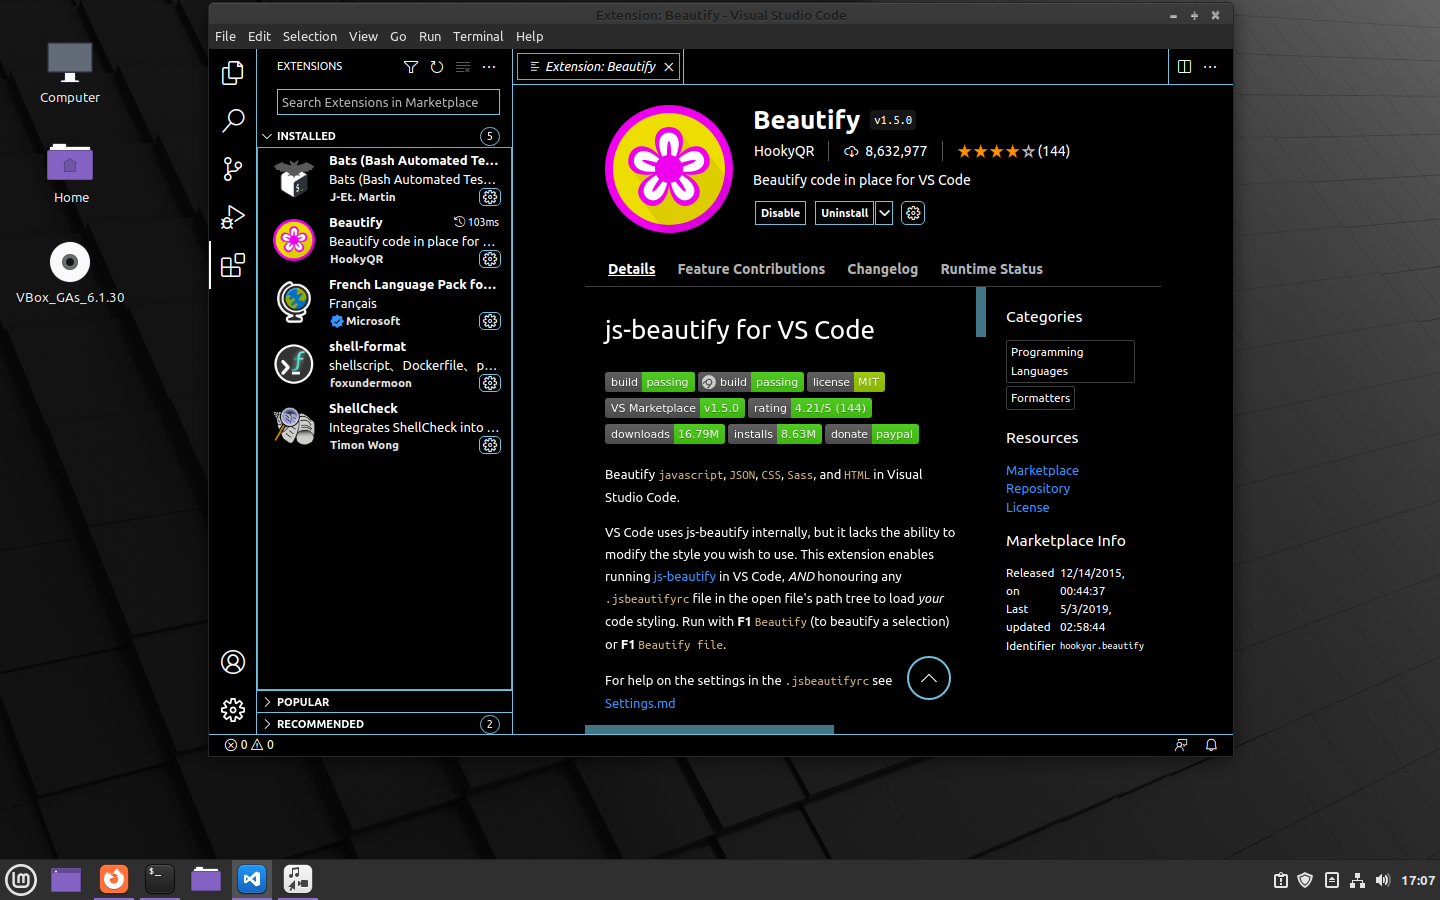 Extension: Beautify - Visual Studio Code
File Edit Selection View Go Run Terminal Help
Computer
Home
VBox_GAs_6.1.30
EXTENSIONS
Search Extensions in Marketplace
INSTALLED 5
Bats (Bash Automated Te...
Bats (Bash Automated Tes...
J-Et. Martin
Beautify 103ms
Beautify code in place for ...
HookyQR
French Language Pack fo...
Français
Microsoft
shell-format
shellscript、Dockerfile、p...
foxundermoon
ShellCheck
Integrates ShellCheck into ...
Timon Wong
POPULAR
RECOMMENDED 2
Extension: Beautify
Beautify v1.5.0
HookyQR 8,632,977 (144)
Beautify code in place for VS Code
Disable Uninstall
Details Feature Contributions Changelog Runtime Status
js-beautify for VS Code
build passing build passing license MIT
VS Marketplace v1.5.0 rating 4.21/5 (144)
downloads 16.79M installs 8.63M donate paypal
Beautify javascript, JSON, CSS, Sass, and HTML in Visual
Studio Code.
VS Code uses js-beautify internally, but it lacks the ability to
modify the style you wish to use. This extension enables
running js-beautify in VS Code, AND honouring any
.jsbeautifyrc file in the open file's path tree to load your
code styling. Run with F1 Beautify (to beautify a selection)
or F1 Beautify file.
For help on the settings in the .jsbeautifyrc see
Settings.md
Categories
Programming
Languages
Formatters
Resources
Marketplace
Repository
License
Marketplace Info
Released 12/14/2015,
on 00:44:37
Last 5/3/2019,
updated 02:58:44
Identifier hookyqr.beautify
0 0
17:07